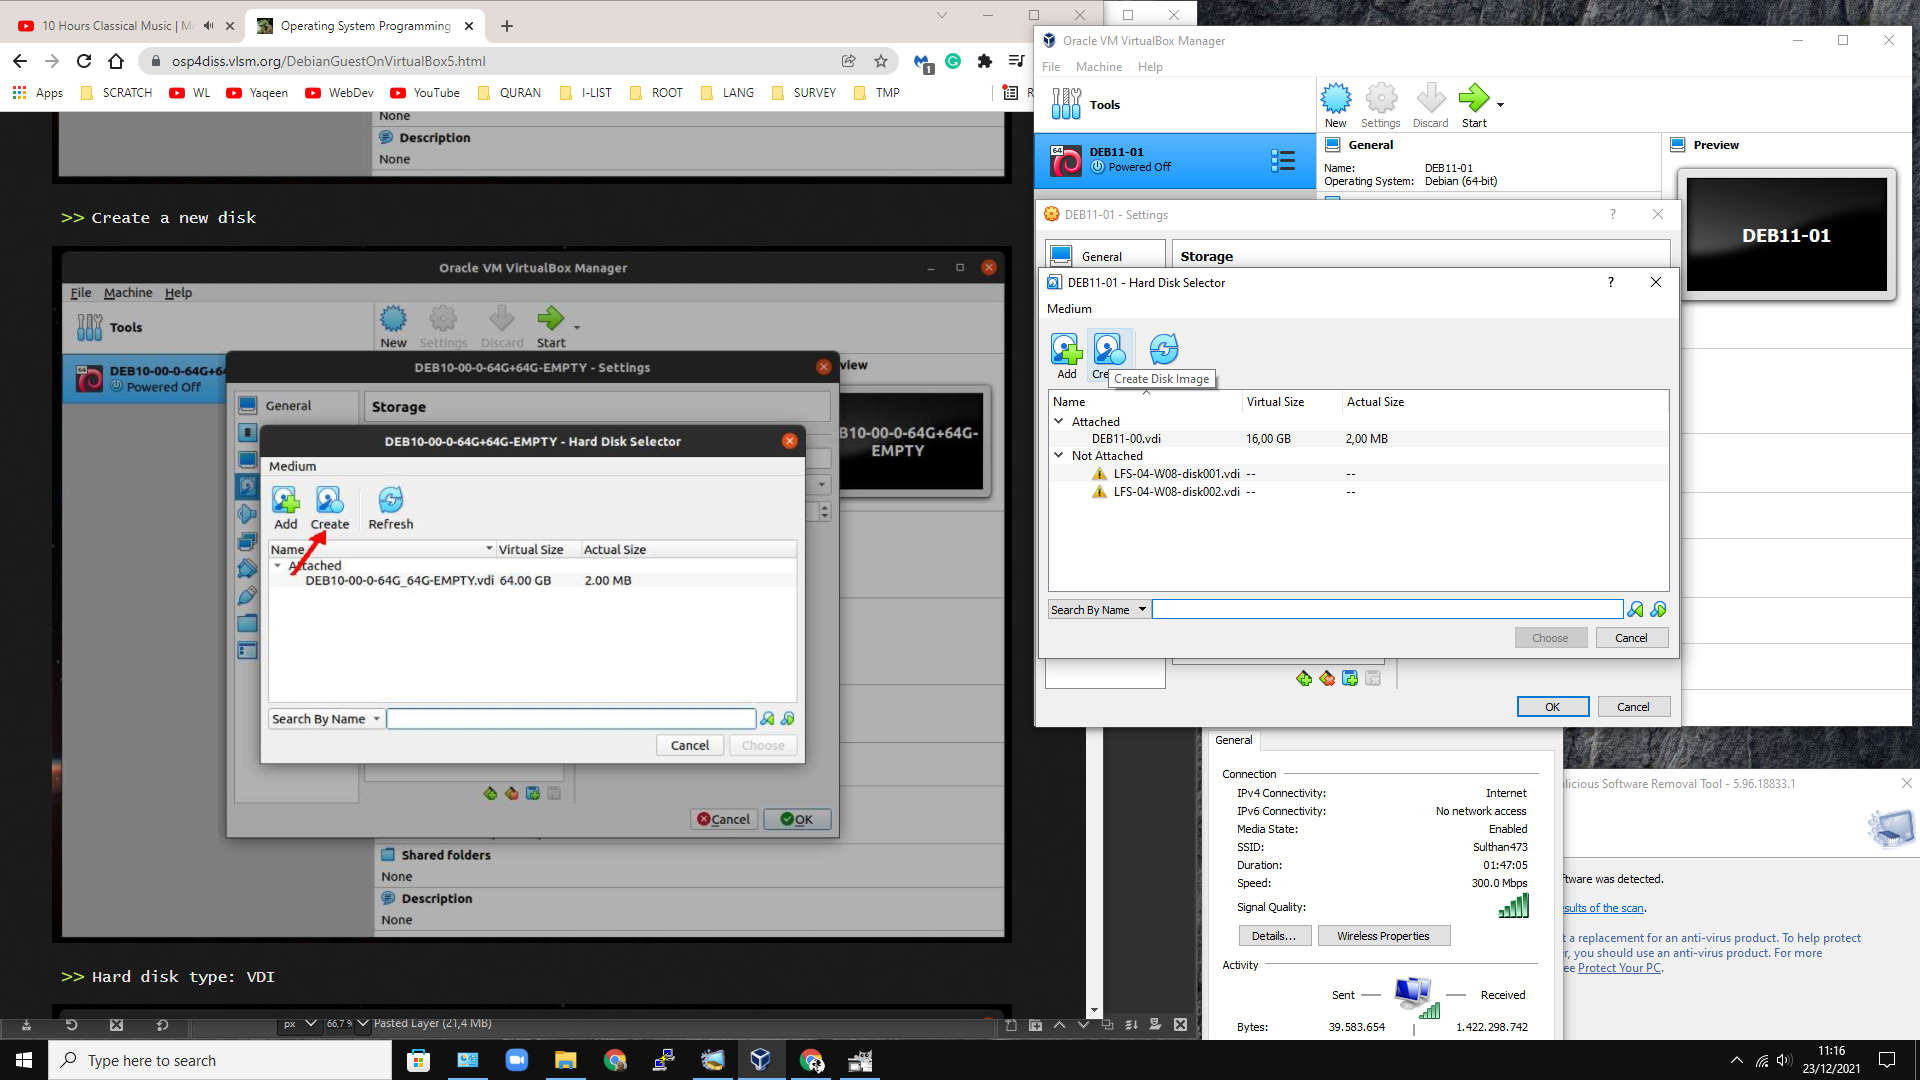 10 Hours Classical Music | M
Operating System Programming
osp4diss.vlsm.org/DebianGuestOnVirtualBox5.html
1
Apps SCRATCH WL Yaqeen WebDev YouTube QURAN I-LIST ROOT LANG SURVEY TMP R
None
Description
None
>> Create a new disk
Oracle VM VirtualBox Manager
File Machine Help
Tools
New Settings Discard Start
DEB10-00-0-64G+64
Powered Off
view
DEB10-00-0-64G+64G-EMPTY - Settings
General
Storage
B10-00-0-64G+64G-
EMPTY
DEB10-00-0-64G+64G-EMPTY - Hard Disk Selector
Medium
Add Create Refresh
Name Virtual Size Actual Size
Attached
DEB10-00-0-64G_64G-EMPTY.vdi 64.00 GB 2.00 MB
Search By Name
Cancel Choose
Cancel OK
Shared folders
None
Description
None
>> Hard disk type: VDI
px 66,7 Pasted Layer (21,4 MB)
Oracle VM VirtualBox Manager
File Machine Help
Tools
New Settings Discard Start
64
DEB11-01
Powered Off
General
Name: DEB11-01
Operating System: Debian (64-bit)
Preview
DEB11-01
DEB11-01 - Settings
?
General
Storage
DEB11-01 - Hard Disk Selector
?
Medium
Add Cre
Create Disk Image
Name Virtual Size Actual Size
Attached
DEB11-00.vdi 16,00 GB 2,00 MB
Not Attached
LFS-04-W08-disk001.vdi -- --
LFS-04-W08-disk002.vdi -- --
Search By Name
Choose Cancel
OK Cancel
General
Connection
IPv4 Connectivity: Internet
IPv6 Connectivity: No network access
Media State: Enabled
SSID: Sulthan473
Duration: 01:47:05
Speed: 300.0 Mbps
Signal Quality:
Details... Wireless Properties
Activity
Sent — — Received
Bytes: 39.583.654 | 1.422.298.742
licious Software Removal Tool - 5.96.18833.1
ftware was detected.
esults of the scan.
t a replacement for an anti-virus product. To help protect
r, you should use an anti-virus product. For more
ee Protect Your PC.
Type here to search
11:16
23/12/2021